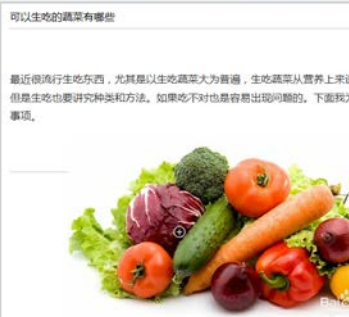 可以生吃的蔬菜有哪些
最近很流行生吃东西，尤其是以生吃蔬菜大为普遍，生吃蔬菜从营养上来说
但是生吃也要讲究种类和方法。如果吃不对也是容易出现问题的。下面我为
事项。
Bai